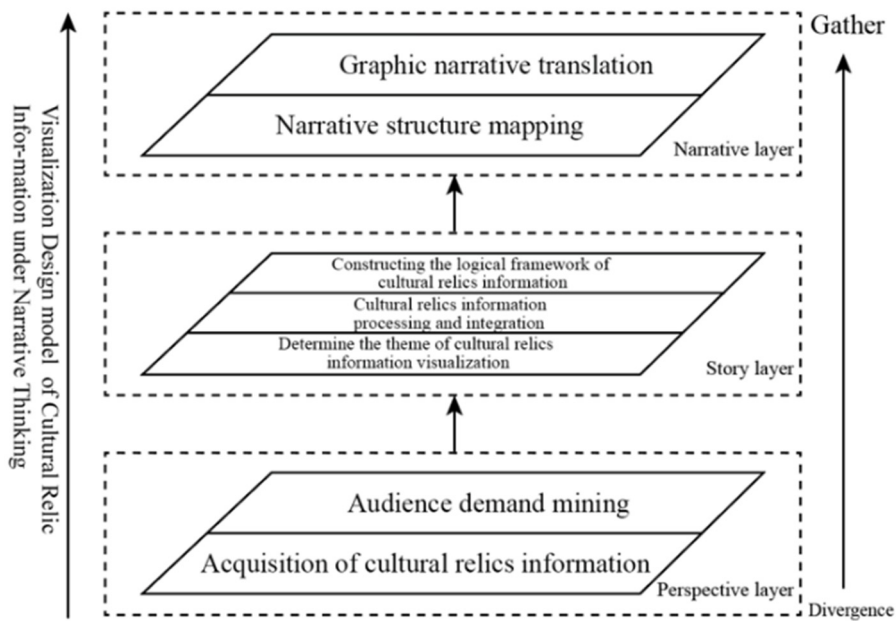 Gather
Graphic narrative translation
Narrative structure mapping
Narrative layer
Visualization Design model of Cultural Relic
Infor-mation under Narrative Thinking
Constructing the logical framework of
cultural relics information
Cultural relics information
processing and integration
Determine the theme of cultural relics
information visualization
Story layer
Audience demand mining
Acquisition of cultural relics information
Perspective layer
Divergence